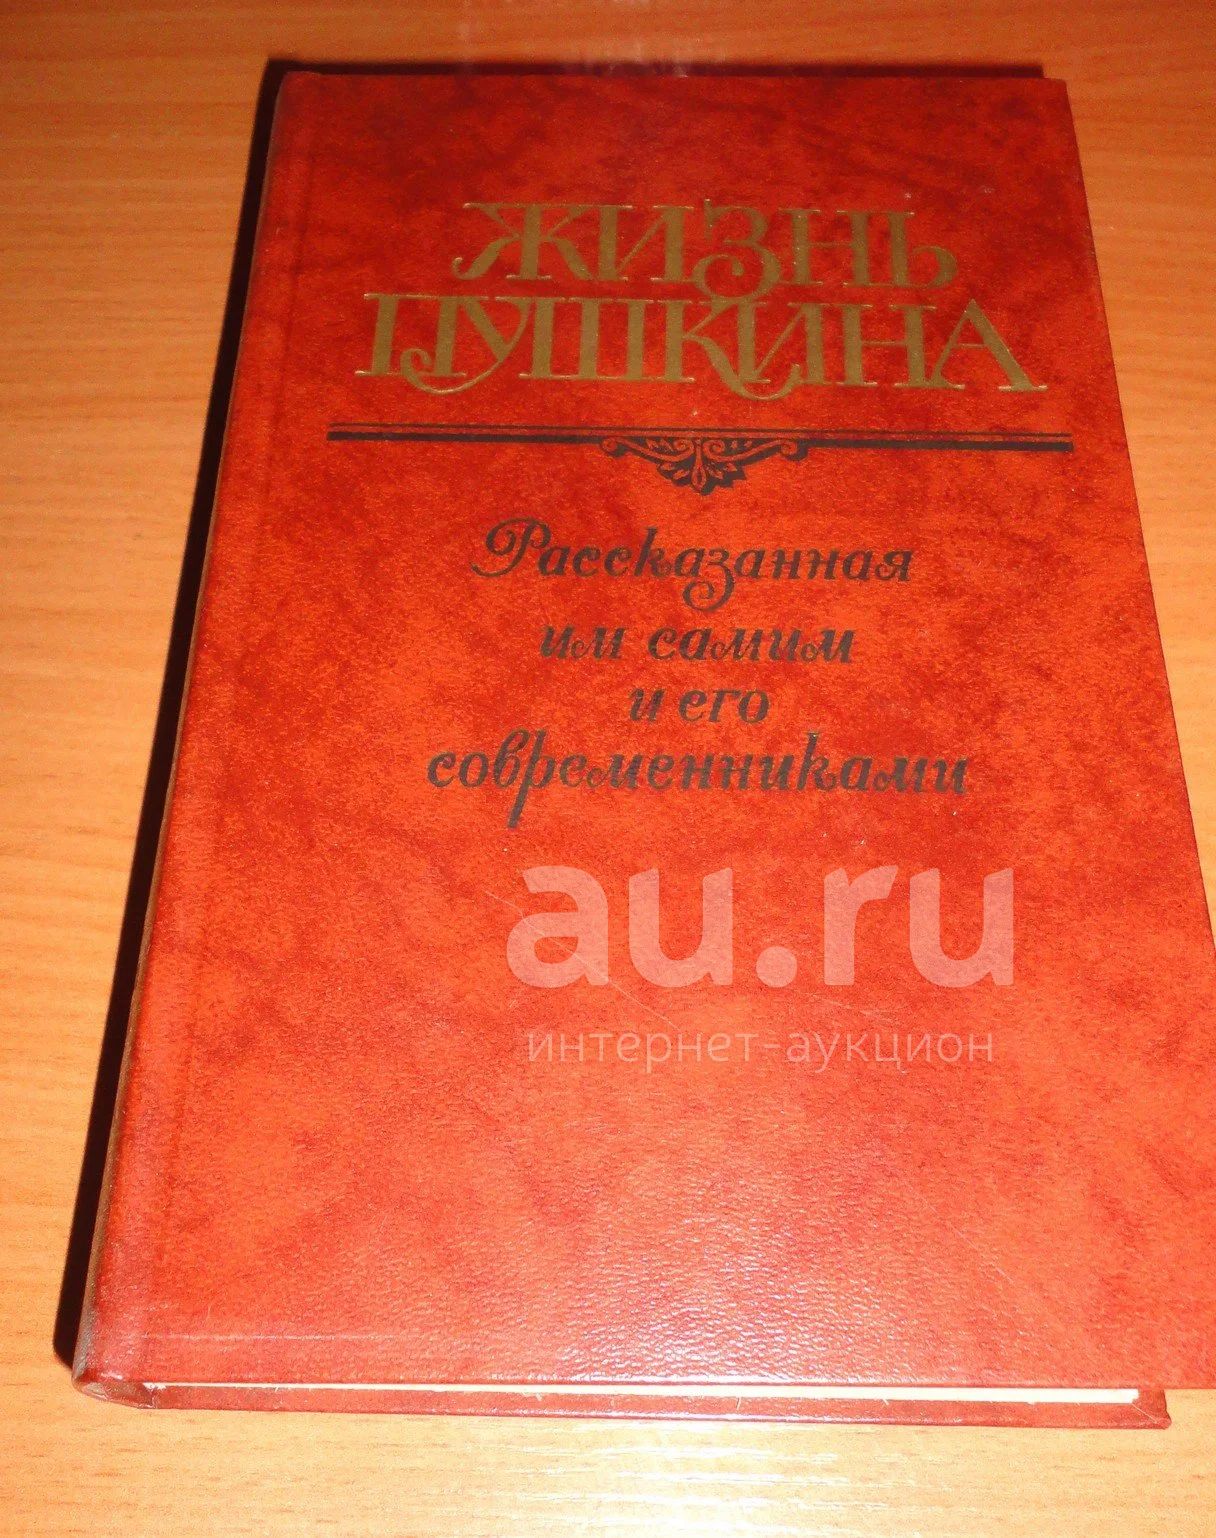 ЖИЗНЬ
ПУШКИНА
Рассказанная
им самим
и его
современниками
au.ru
интернет-аукцион